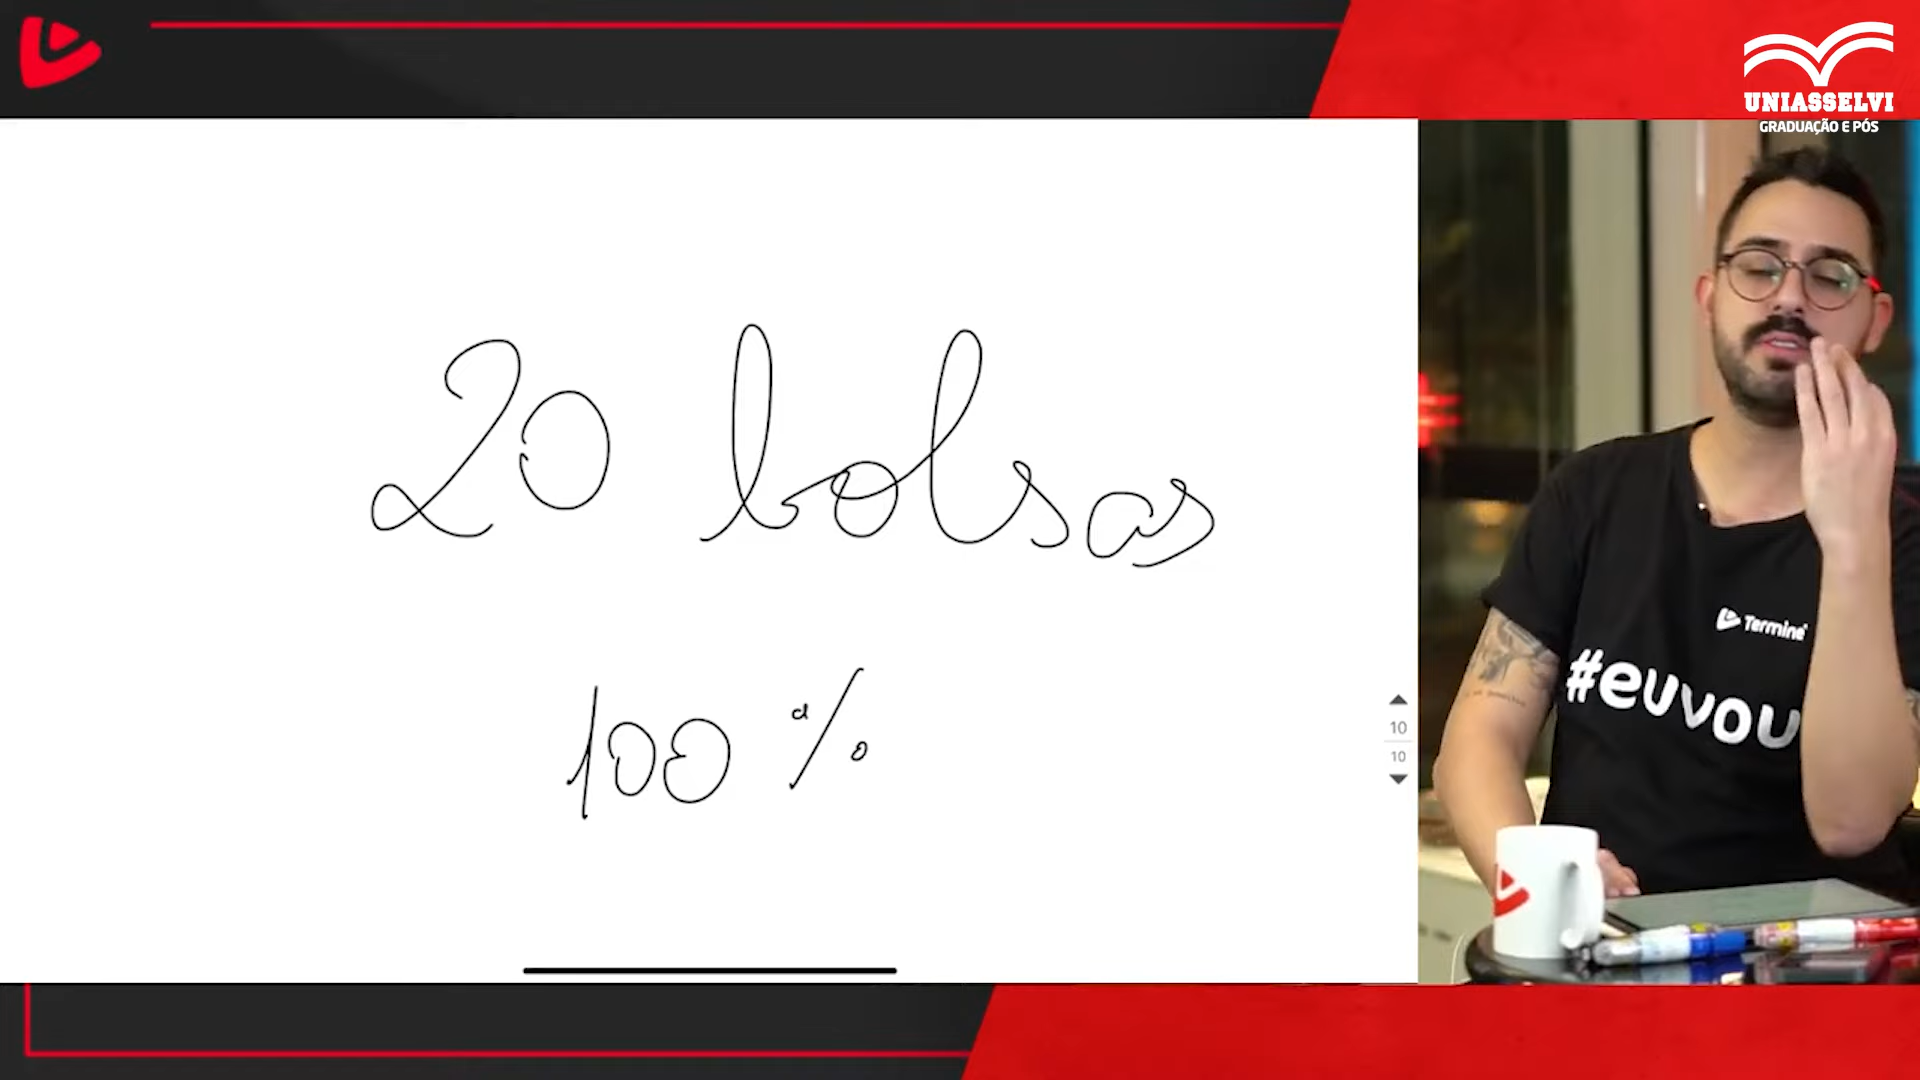 UNIASSELVI
GRADUAÇÃO E PÓS
20 bolsas
100 %
10
10
Termine
#euvou